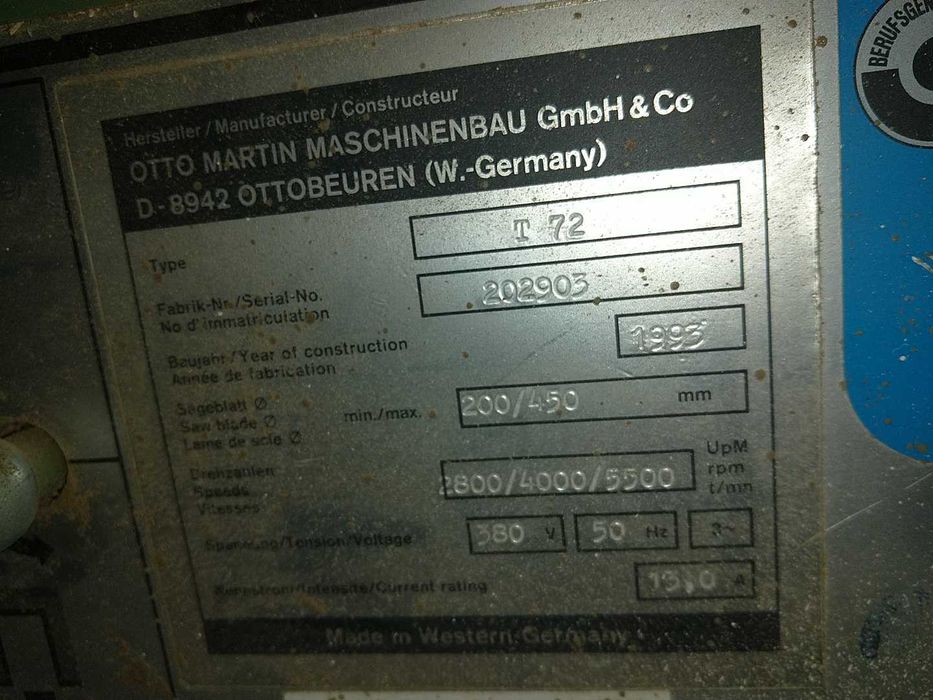 Hersteller/Manufacturer/Constructeur
OTTO MARTIN MASCHINENBAU GmbH & Co
D-8942 OTTOBEUREN (W.-Germany)
Type T 72
Fabrik-Nr./Serial-No. 202903
No d'immatriculation
Baujahr/Year of construction 1993
Année de fabrication
Sägeblatt Ø
Saw blade Ø min./max. 200/450 mm
Lame de scie Ø
Drehzahlen UpM
Speeds 2800/4000/5500 rpm
Vitesses t/mn
Spannung/Tension/Voltage 380 V 50 Hz 3~
Nennstrom/Intensité/Current rating A
Made in Western Germany